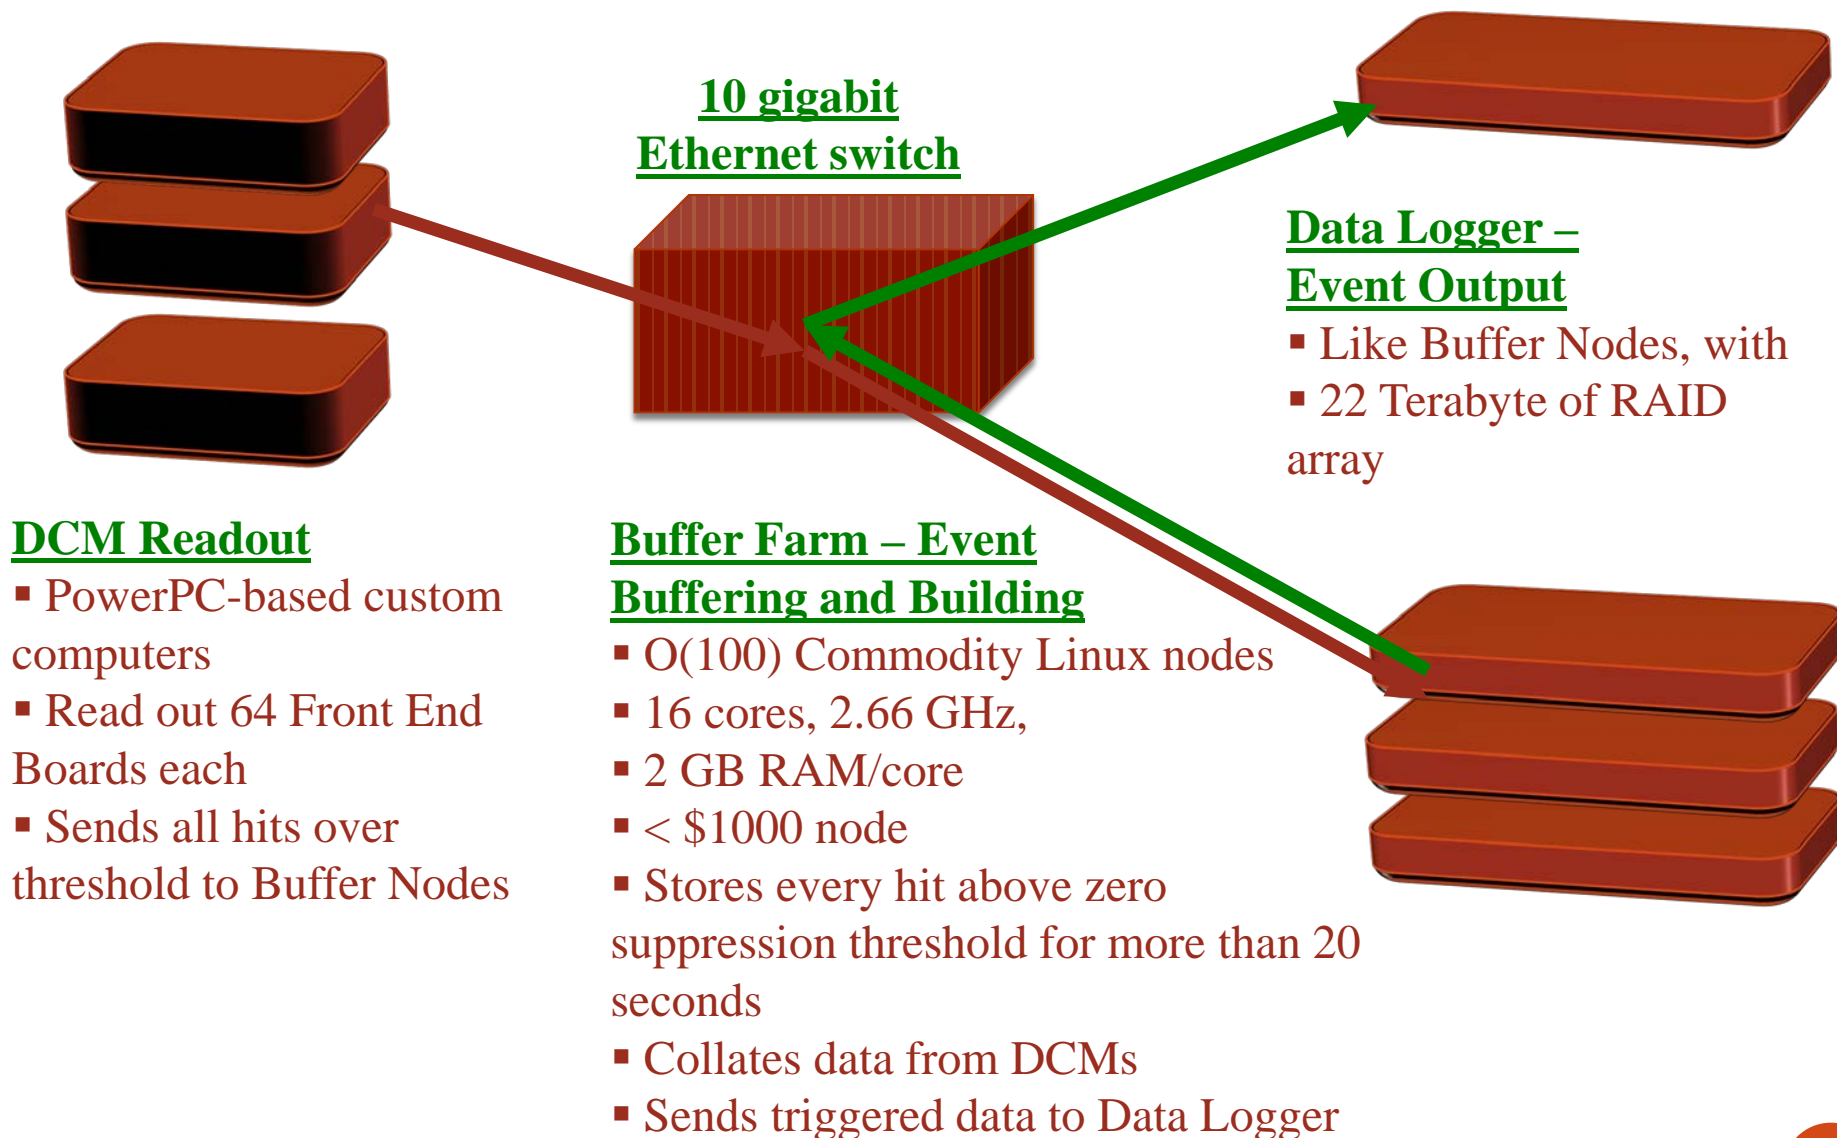 10 gigabit
Ethernet switch
Data Logger –
Event Output
▪ Like Buffer Nodes, with
▪ 22 Terabyte of RAID
array
DCM Readout
▪ PowerPC-based custom
computers
▪ Read out 64 Front End
Boards each
▪ Sends all hits over
threshold to Buffer Nodes
Buffer Farm – Event
Buffering and Building
▪ O(100) Commodity Linux nodes
▪ 16 cores, 2.66 GHz,
▪ 2 GB RAM/core
▪ < $1000 node
▪ Stores every hit above zero
suppression threshold for more than 20
seconds
▪ Collates data from DCMs
▪ Sends triggered data to Data Logger